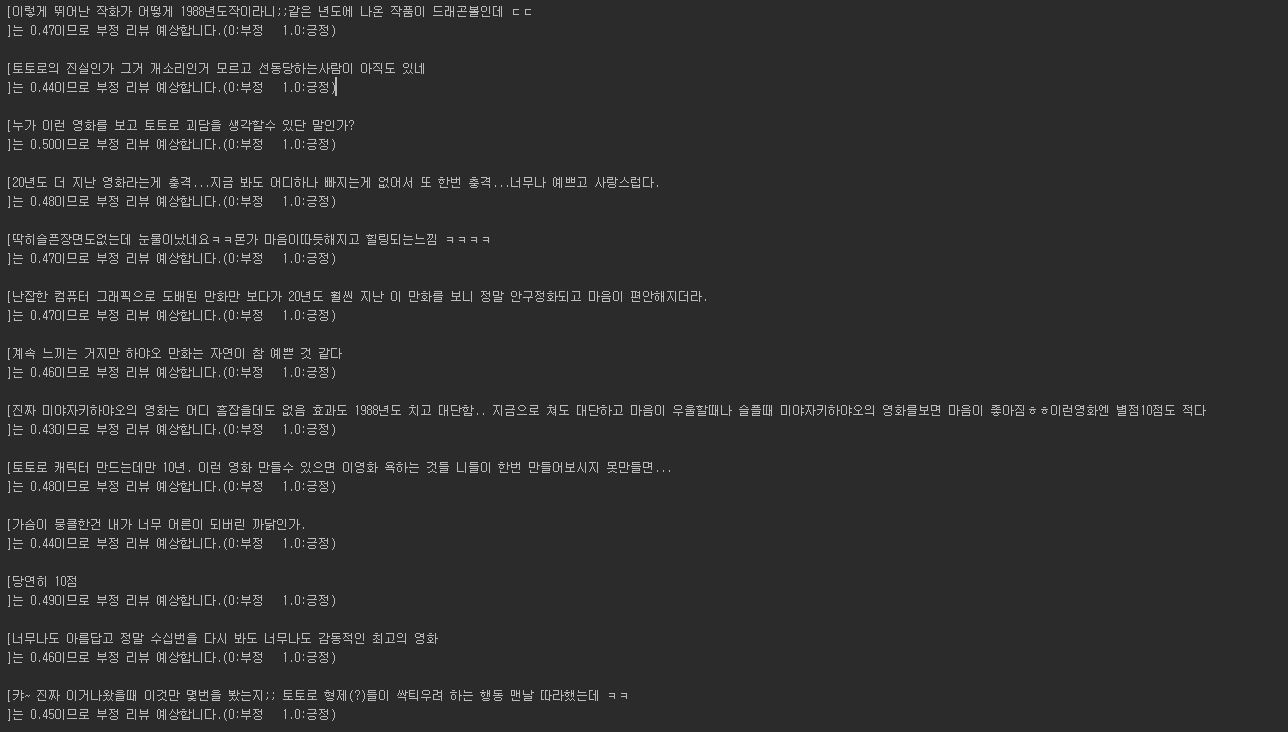 [이렇게 뛰어난 작화가 어떻게 1988년도작이라니;;같은 년도에 나온 작품이 드래곤볼인데 ㄷㄷ
]는 0.47이므로 부정 리뷰 예상합니다.(0:부정 1.0:긍정)
[토토로의 진실인가 그거 개소리인거 모르고 선동당하는사람이 아직도 있네
]는 0.44이므로 부정 리뷰 예상합니다.(0:부정 1.0:긍정)
[누가 이런 영화를 보고 토토로 괴담을 생각할수 있단 말인가?
]는 0.50이므로 부정 리뷰 예상합니다.(0:부정 1.0:긍정)
[20년도 더 지난 영화라는게 충격...지금 봐도 어디하나 빠지는게 없어서 또 한번 충격...너무나 예쁘고 사랑스럽다.
]는 0.48이므로 부정 리뷰 예상합니다.(0:부정 1.0:긍정)
[딱히슬픈장면도없는데 눈물이났네요ㅋㅋ몬가 마음이따듯해지고 힐링되는느낌 ㅋㅋㅋㅋ
]는 0.47이므로 부정 리뷰 예상합니다.(0:부정 1.0:긍정)
[난잡한 컴퓨터 그래픽으로 도배된 만화만 보다가 20년도 훨씬 지난 이 만화를 보니 정말 안구정화되고 마음이 편안해지더라.
]는 0.47이므로 부정 리뷰 예상합니다.(0:부정 1.0:긍정)
[계속 느끼는 거지만 하야오 만화는 자연이 참 예쁜 것 같다
]는 0.46이므로 부정 리뷰 예상합니다.(0:부정 1.0:긍정)
[진짜 미야자키하야오의 영화는 어디 흠잡을데도 없음 효과도 1988년도 치고 대단함.. 지금으로 쳐도 대단하고 마음이 우울할때나 슬플때 미야자키하야오의 영화를보면 마음이 좋아짐ㅎㅎ이런영화엔 별점10점도 적다
]는 0.43이므로 부정 리뷰 예상합니다.(0:부정 1.0:긍정)
[토토로 캐릭터 만드는데만 10년. 이런 영화 만들수 있으면 이영화 욕하는 것들 니들이 한번 만들어보시지 못만들면...
]는 0.48이므로 부정 리뷰 예상합니다.(0:부정 1.0:긍정)
[가슴이 뭉클한건 내가 너무 어른이 되버린 까닭인가.
]는 0.44이므로 부정 리뷰 예상합니다.(0:부정 1.0:긍정)
[당연히 10점
]는 0.49이므로 부정 리뷰 예상합니다.(0:부정 1.0:긍정)
[너무나도 아름답고 정말 수십번을 다시 봐도 너무나도 감동적인 최고의 영화
]는 0.46이므로 부정 리뷰 예상합니다.(0:부정 1.0:긍정)
[캬~ 진짜 이거나왔을때 이것만 몇번을 봤는지;; 토토로 형제(?)들이 싹틔우려 하는 행동 맨날 따라했는데 ㅋㅋ
]는 0.45이므로 부정 리뷰 예상합니다.(0:부정 1.0:긍정)